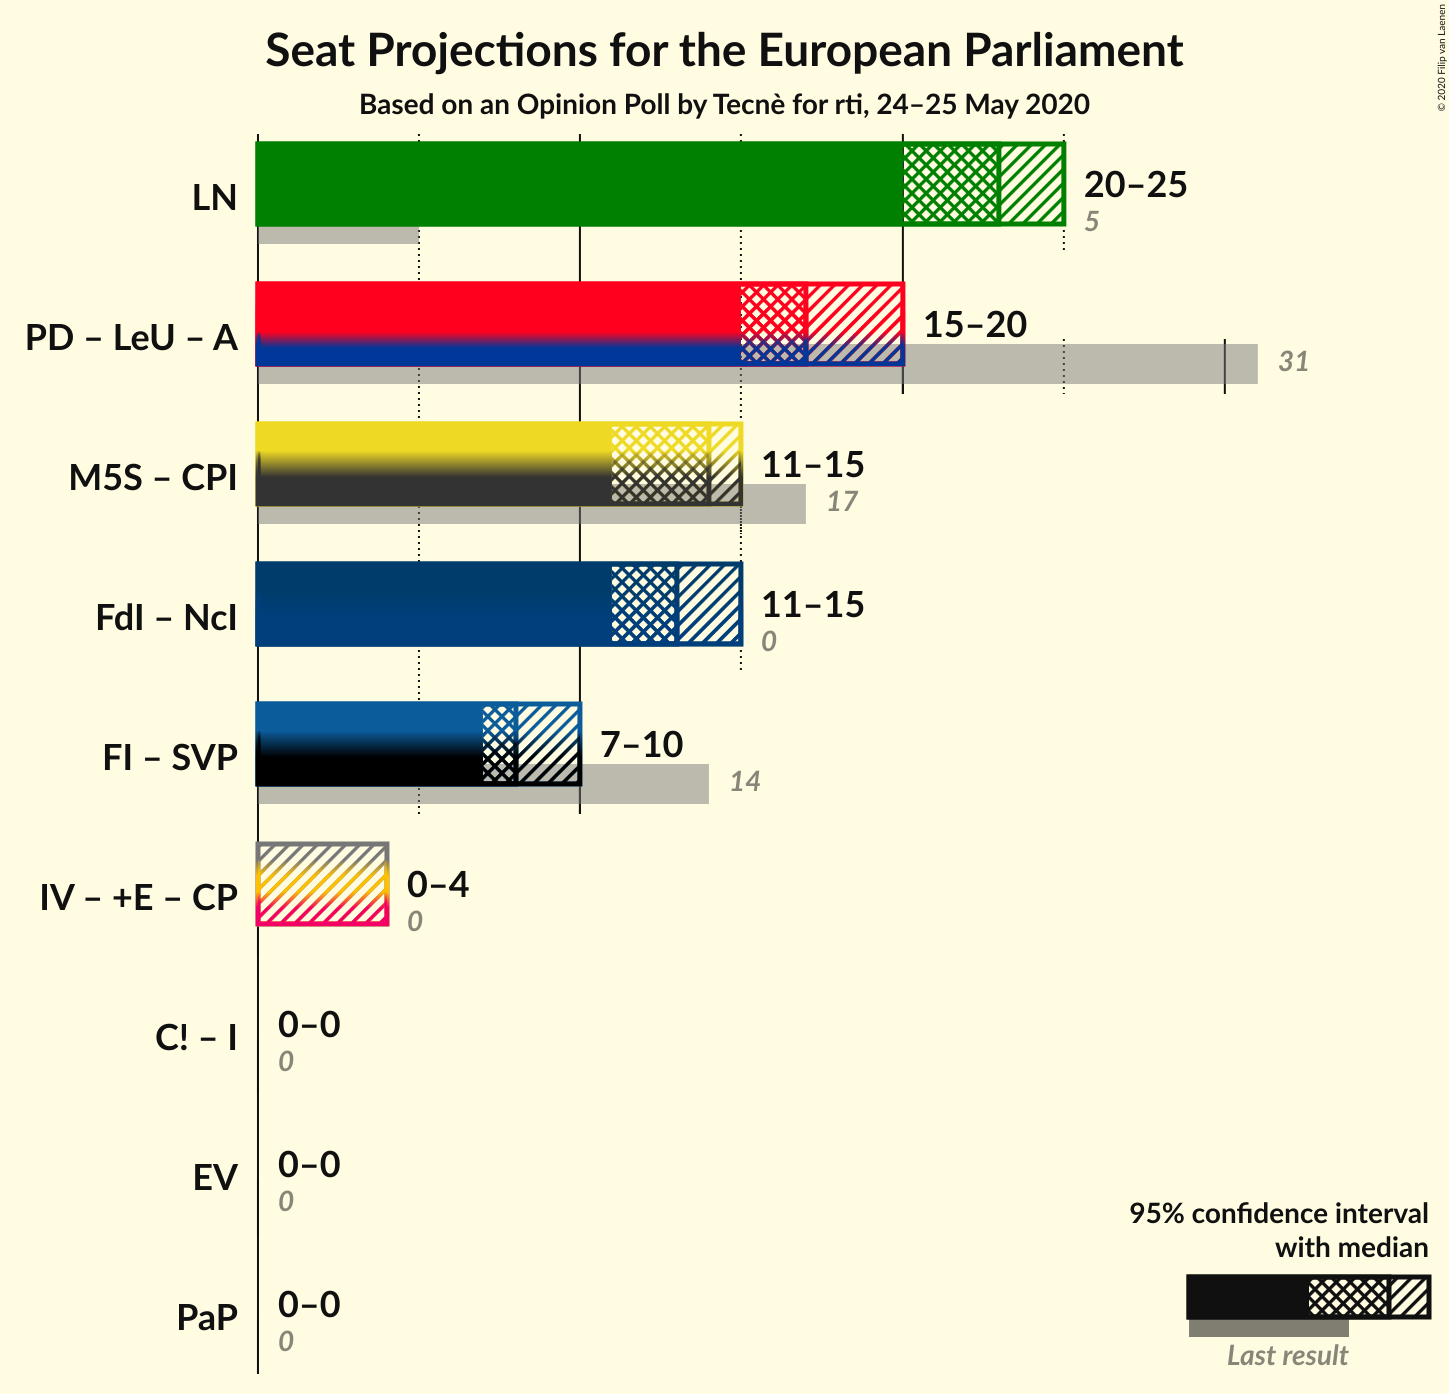 Seat Projections for the European Parliament
Based on an Opinion Poll by Tecnè for rti, 24–25 May 2020
© 2020 Filip van Laenen
LN
20–25
5
PD – LeU – A
15–20
31
M5S – CPI
11–15
17
FdI – NcI
11–15
0
FI – SVP
7–10
14
IV – +E – CP
0–4
0
C! – I
0–0
0
EV
0–0
0
PaP
0–0
0
95% confidence interval
with median
Last result